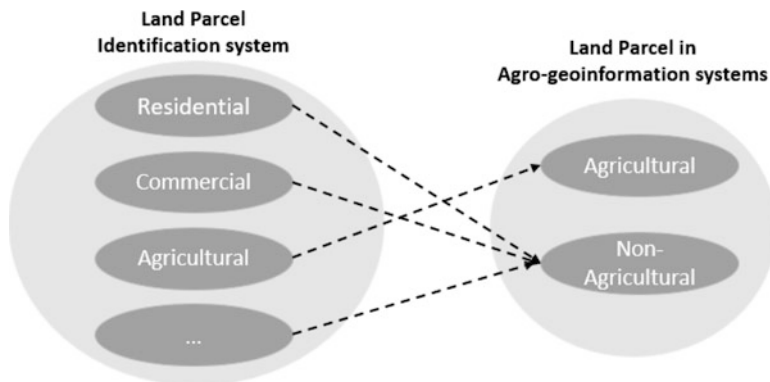 Land Parcel
Identification system
Residential
Commercial
Agricultural
...
Land Parcel in
Agro-geoinformation systems
Agricultural
Non-
Agricultural